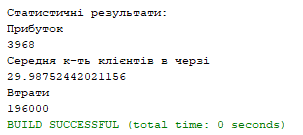 Статистичні результати:
Прибуток
3968
Середня к-ть клієнтів в черзі
29.98752442021156
Втрати
196000
BUILD SUCCESSFUL (total time: 0 seconds)